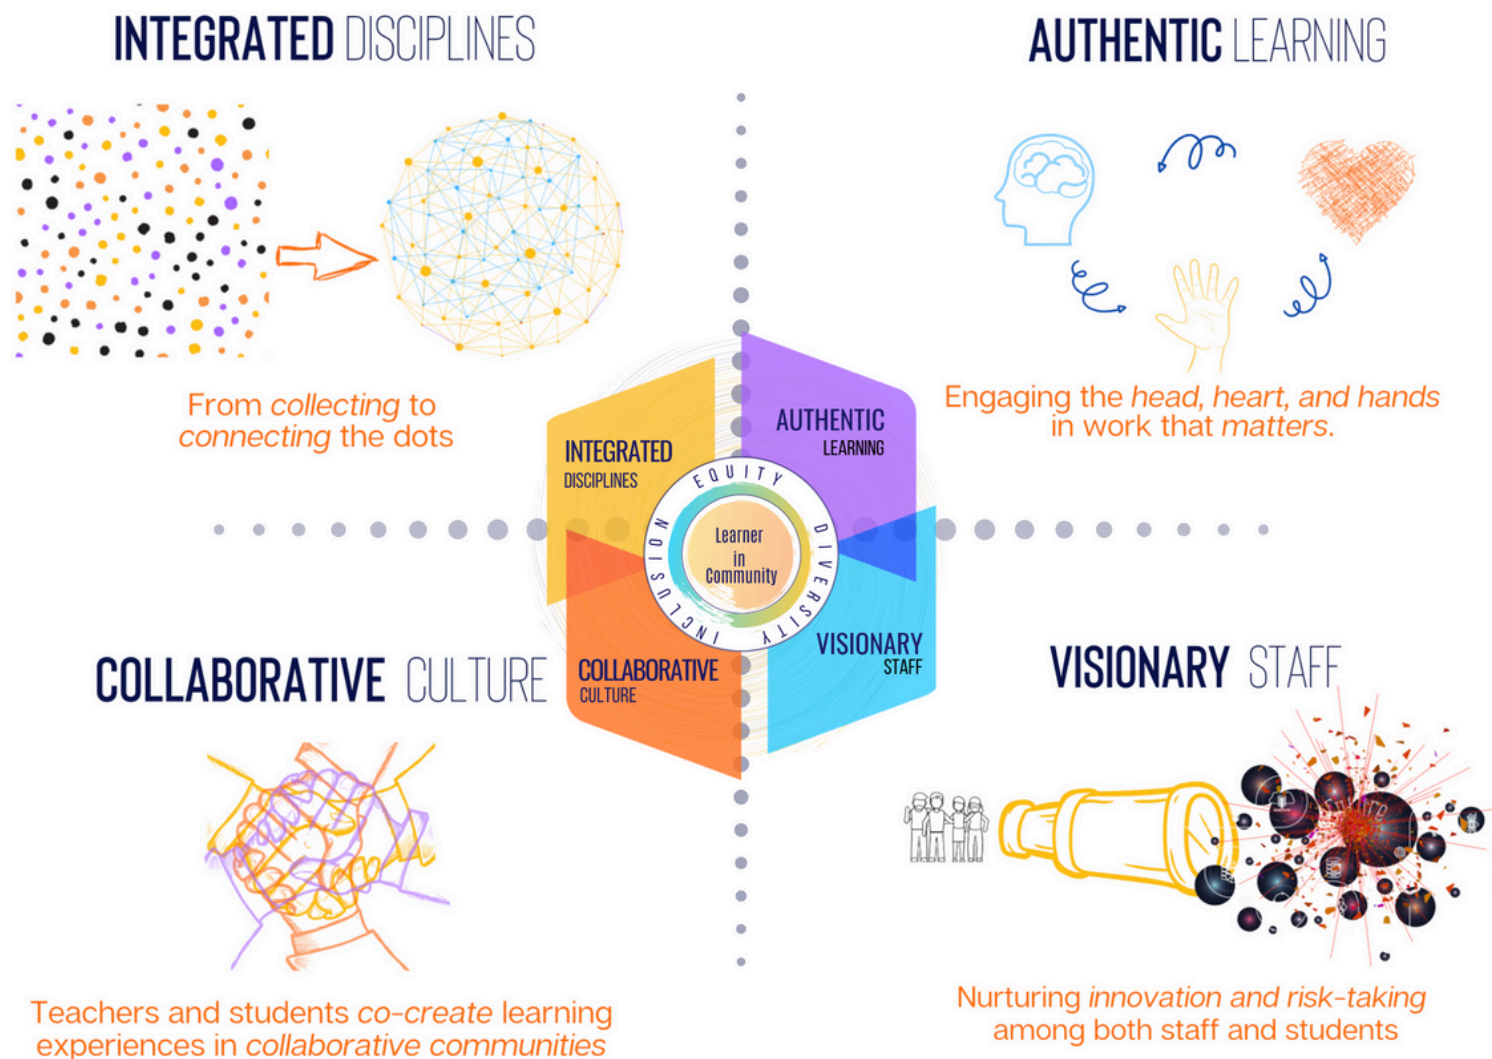 INTEGRATED DISCIPLINES
AUTHENTIC LEARNING
From collecting to
connecting the dots
Engaging the head, heart, and hands
in work that matters.
INTEGRATED
DISCIPLINES
AUTHENTIC
LEARNING
EQUITY
DIVERSITY
INCLUSION
Learner
in
Community
COLLABORATIVE
CULTURE
VISIONARY
STAFF
COLLABORATIVE CULTURE
VISIONARY STAFF
Teachers and students co-create learning
experiences in collaborative communities
Nurturing innovation and risk-taking
among both staff and students